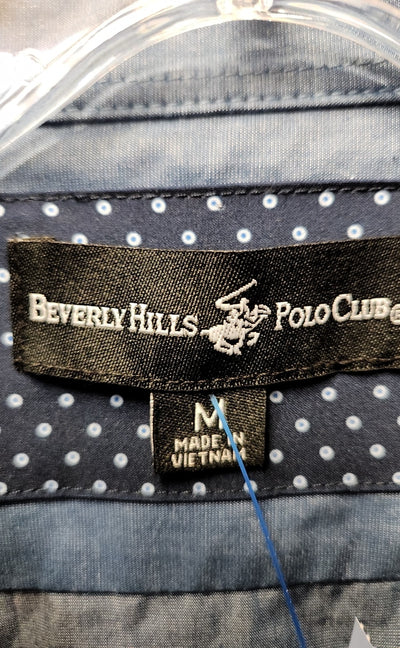 BEVERLY HILLS POLO CLUB®
M
MADE IN
VIETNAM